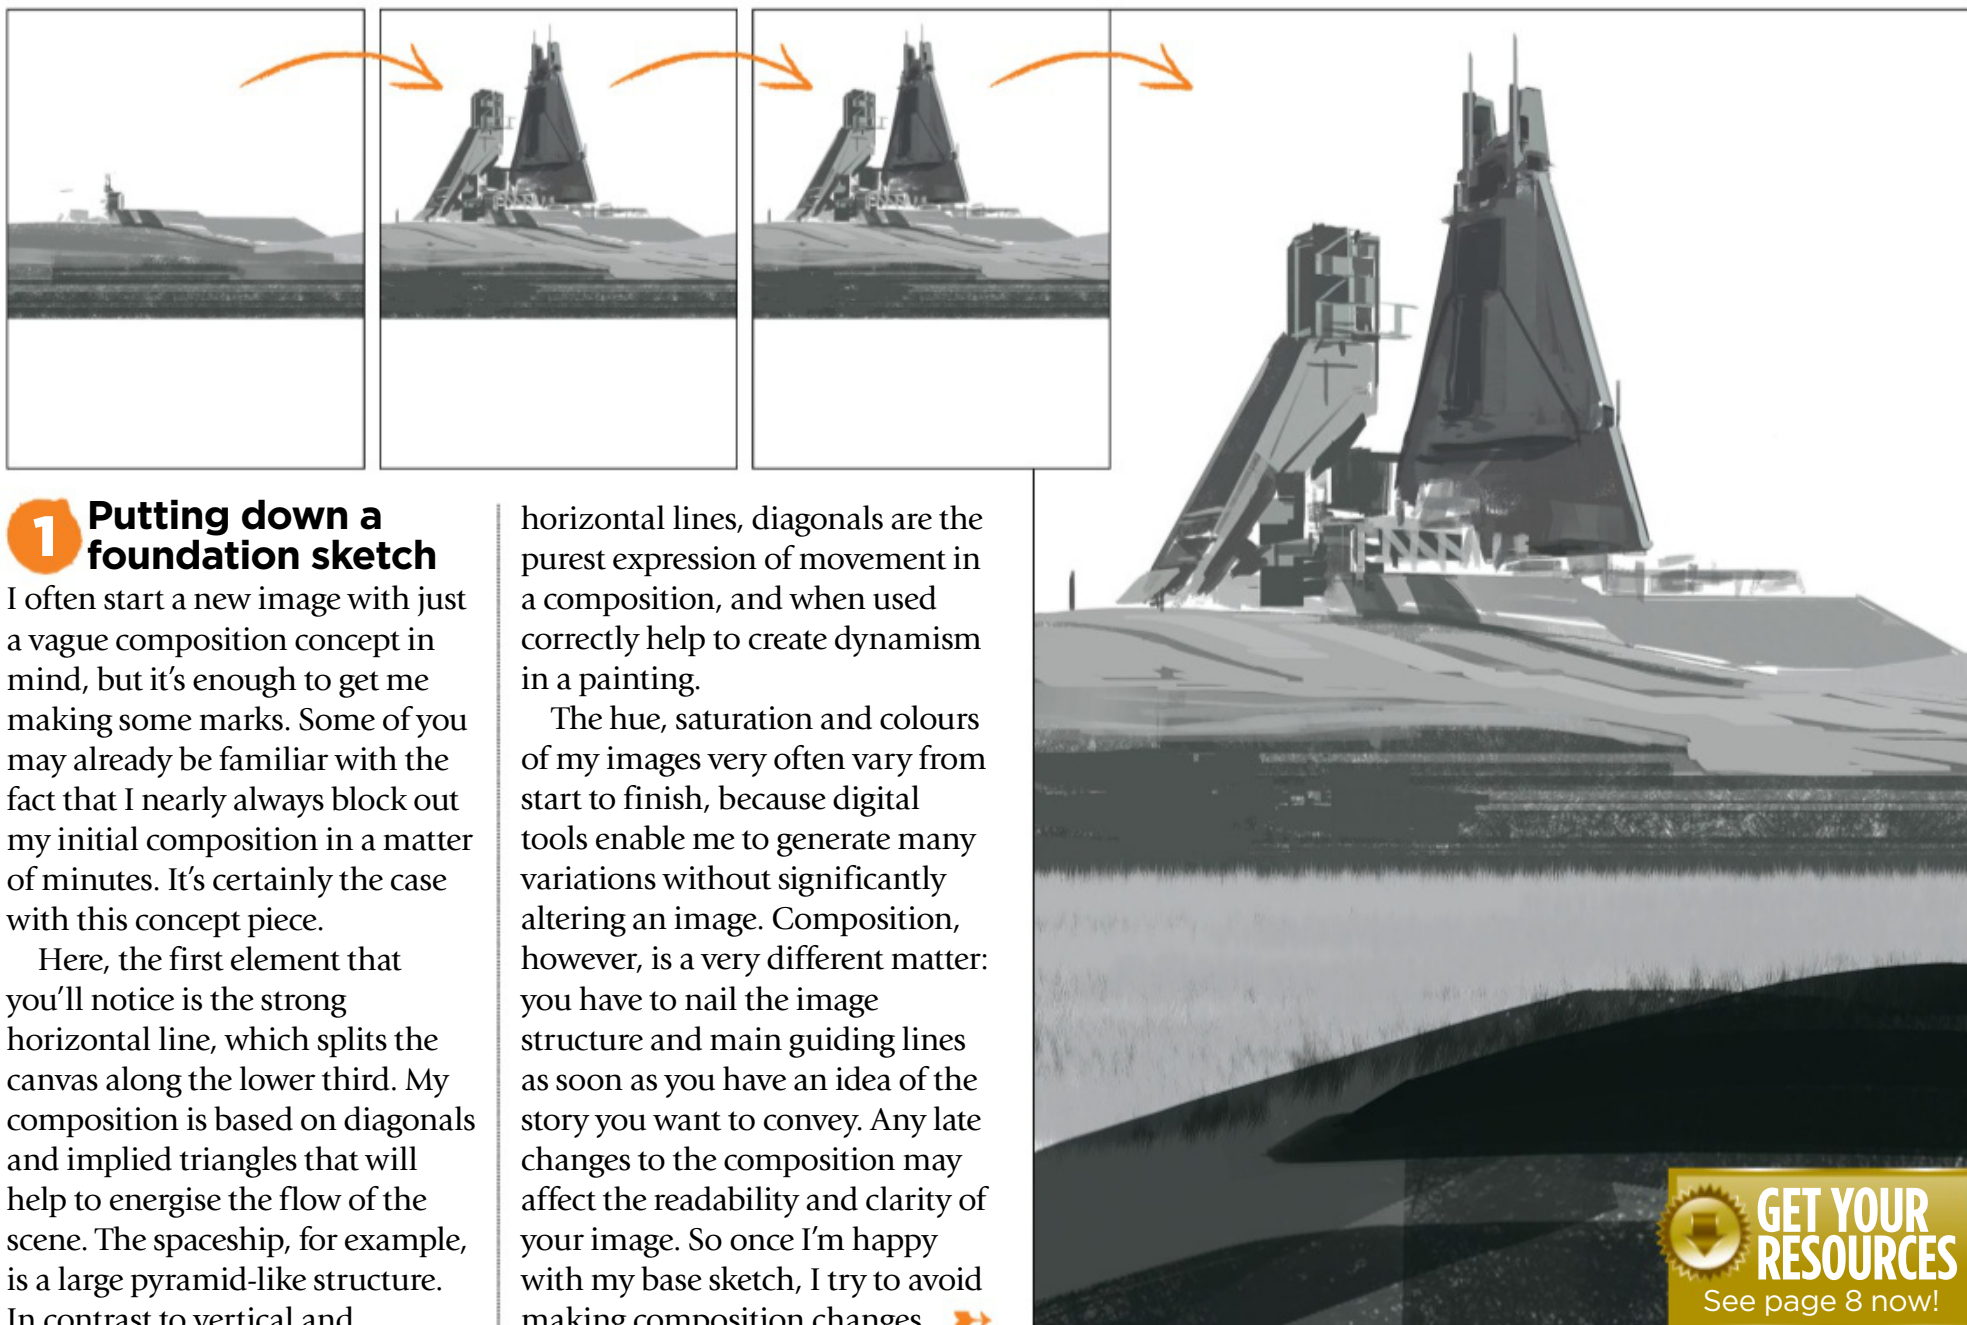 1
Putting down a
foundation sketch
I often start a new image with just
a vague composition concept in
mind, but it's enough to get me
making some marks. Some of you
may already be familiar with the
fact that I nearly always block out
my initial composition in a matter
of minutes. It's certainly the case
with this concept piece.
Here, the first element that
you'll notice is the strong
horizontal line, which splits the
canvas along the lower third. My
composition is based on diagonals
and implied triangles that will
help to energise the flow of the
scene. The spaceship, for example,
is a large pyramid-like structure.
In contrast to vertical and
horizontal lines, diagonals are the
purest expression of movement in
a composition, and when used
correctly help to create dynamism
in a painting.
The hue, saturation and colours
of my images very often vary from
start to finish, because digital
tools enable me to generate many
variations without significantly
altering an image. Composition,
however, is a very different matter:
you have to nail the image
structure and main guiding lines
as soon as you have an idea of the
story you want to convey. Any late
changes to the composition may
affect the readability and clarity of
your image. So once I'm happy
with my base sketch, I try to avoid
making composition changes.
GET YOUR
RESOURCES
See page 8 now!